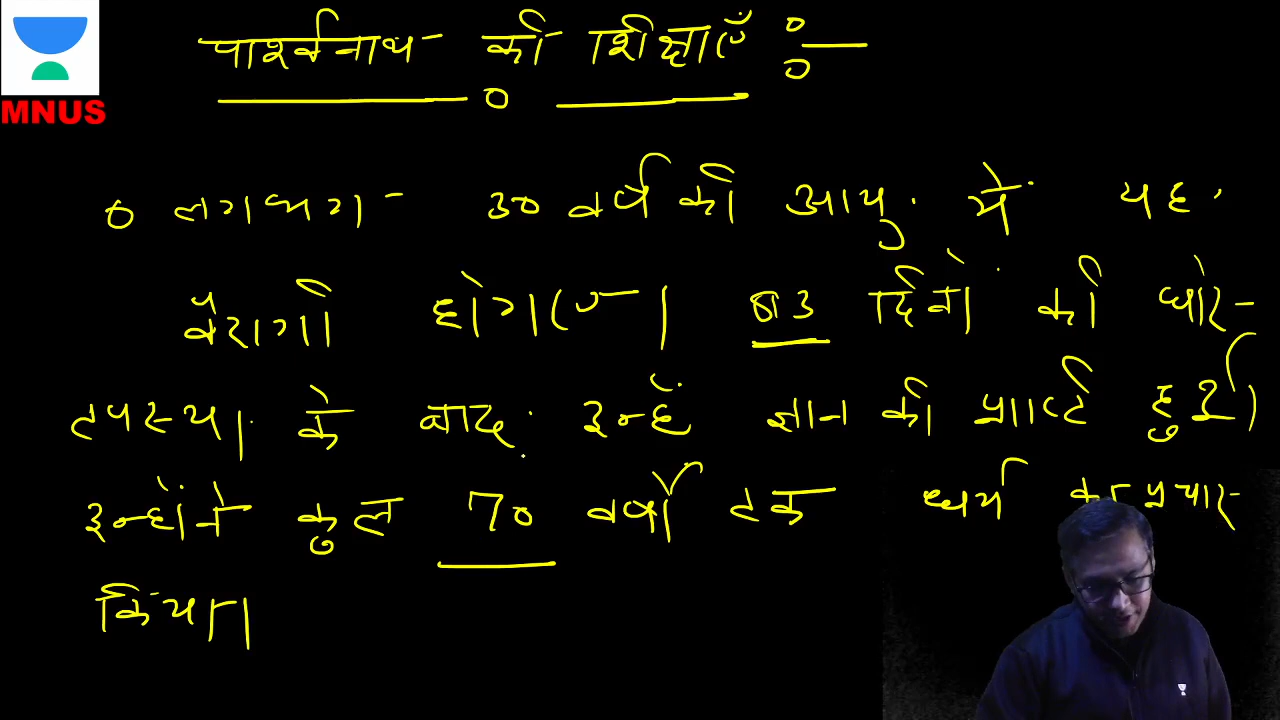 MNUS
पार्श्वनाथ की शिक्षाएँ :-
० लगभग 30 वर्ष की आयु में यह
वैरागी हो गए। 83 दिनों की घोर
तपस्या के बाद इन्हें ज्ञान की प्राप्ति हुई।
इन्होंने कुल 70 वर्षों तक धर्म का प्रचार
किया।